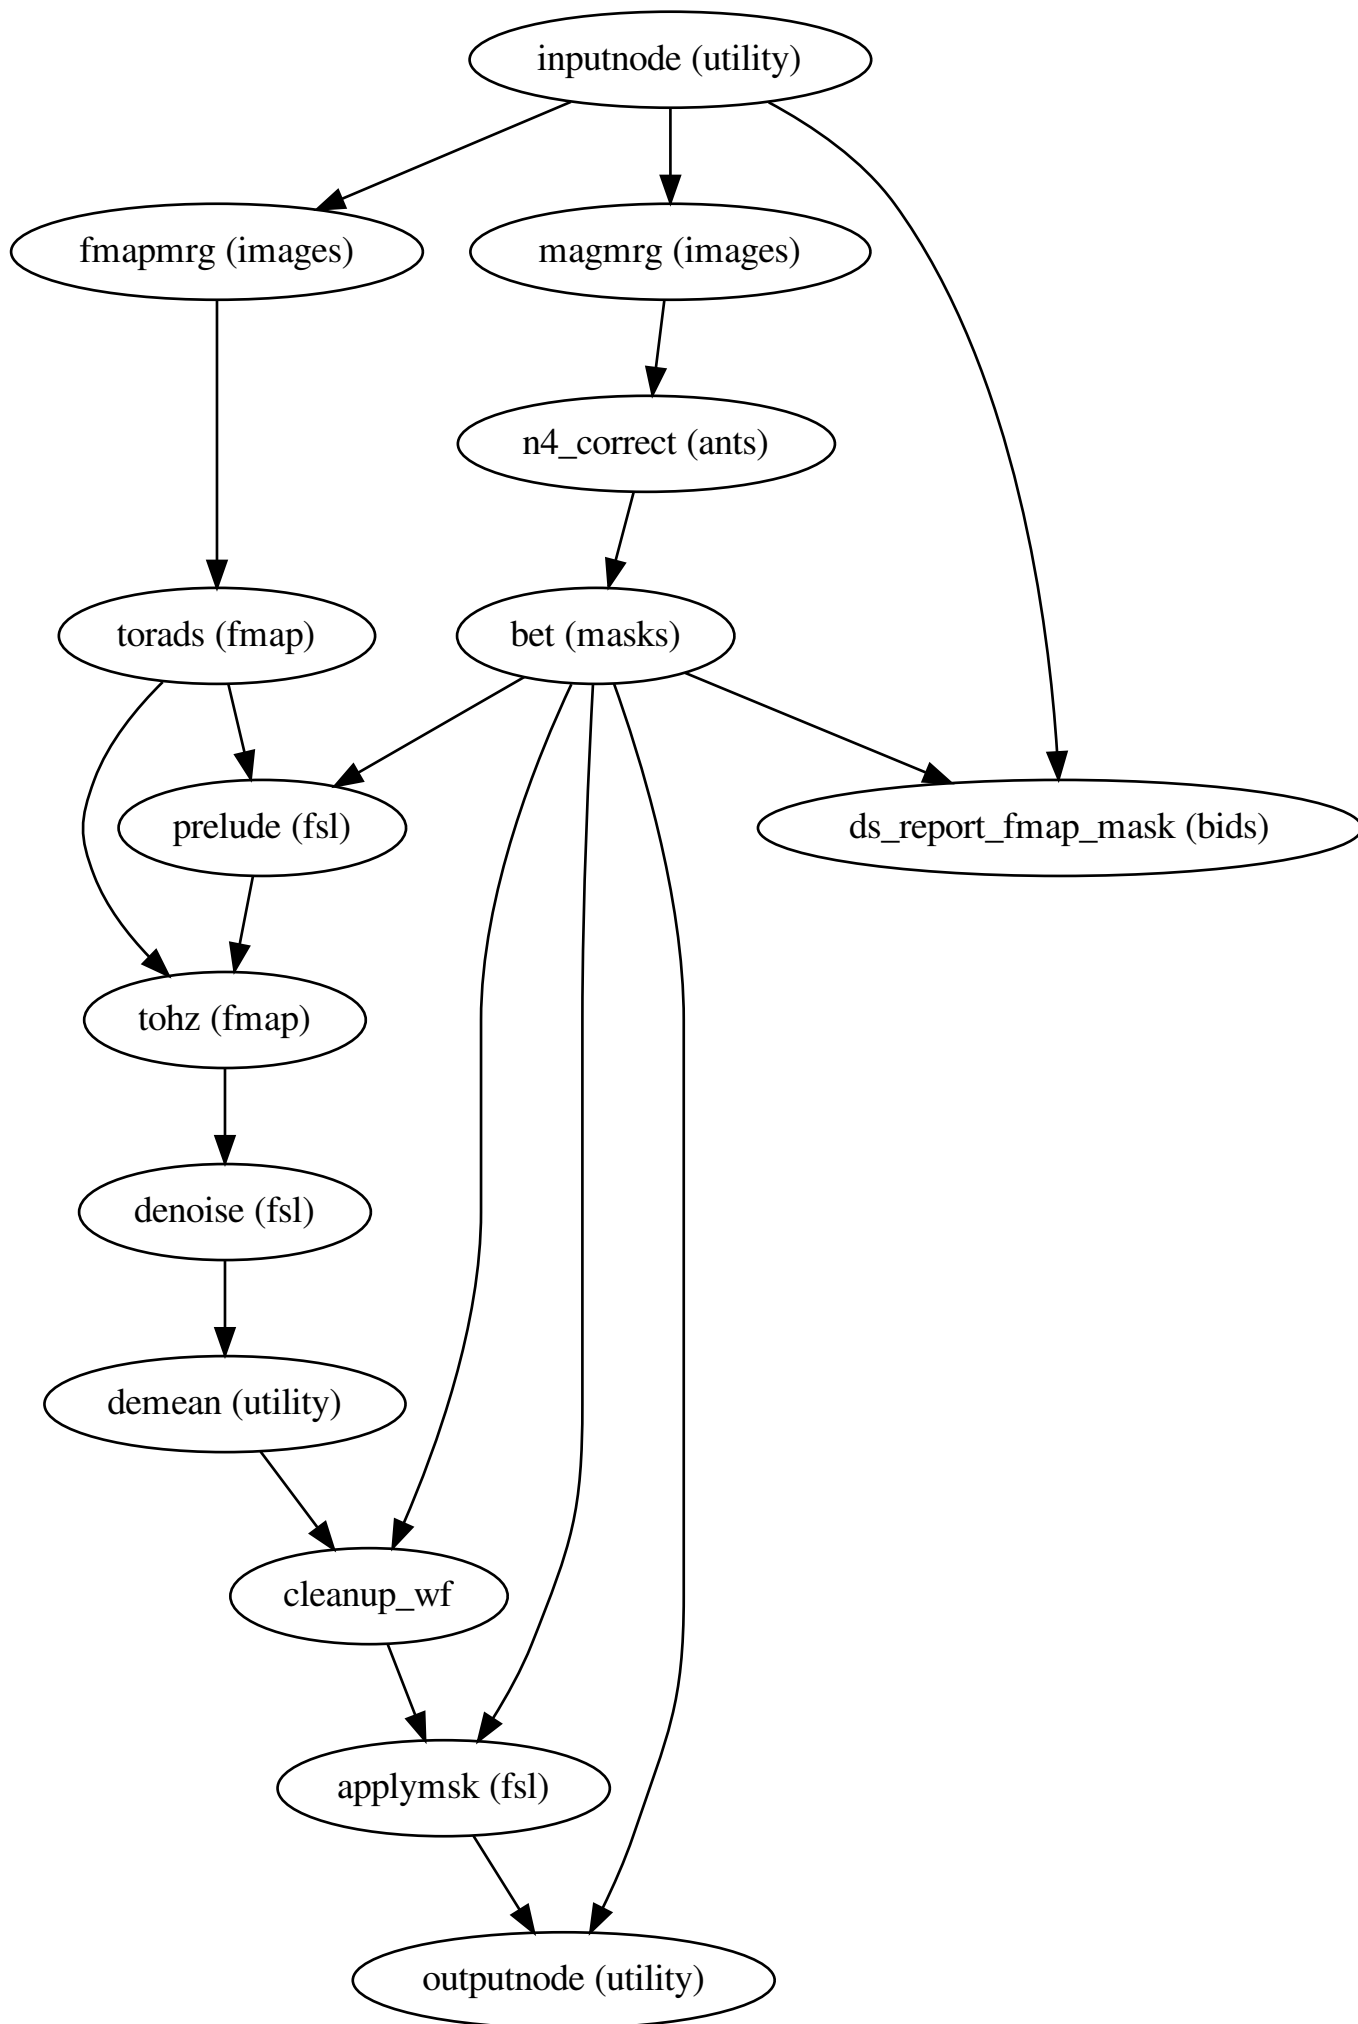 inputnode (utility)
fmapmrg (images)
magmrg (images)
n4_correct (ants)
torads (fmap)
bet (masks)
prelude (fsl)
ds_report_fmap_mask (bids)
tohz (fmap)
denoise (fsl)
demean (utility)
cleanup_wf
applymsk (fsl)
outputnode (utility)